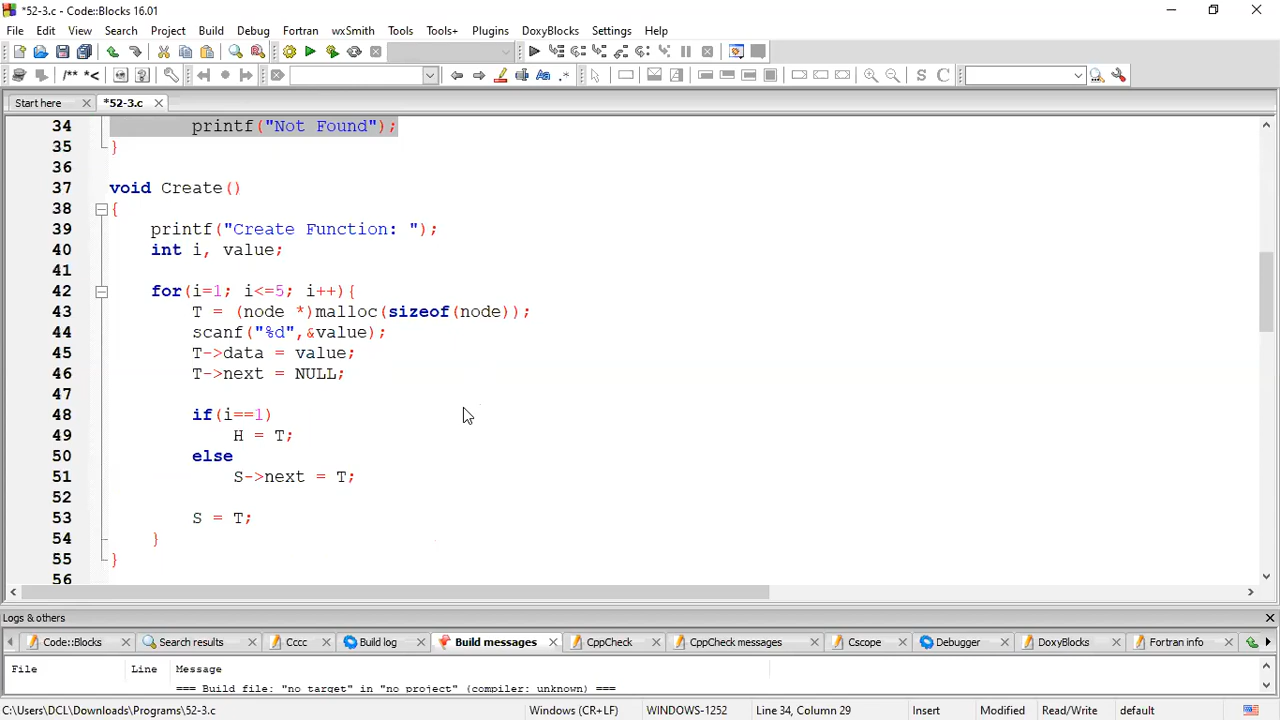 *52-3.c - Code::Blocks 16.01
File Edit View Search Project Build Debug Fortran wxSmith Tools Tools+ Plugins DoxyBlocks Settings Help
/** *< S C
Start here *52-3.c
34 printf("Not Found");
35 }
36
37 void Create()
38 {
39 printf("Create Function: ");
40 int i, value;
41
42 for(i=1; i<=5; i++){
43 T = (node *)malloc(sizeof(node));
44 scanf("%d",&value);
45 T->data = value;
46 T->next = NULL;
47
48 if(i==1)
49 H = T;
50 else
51 S->next = T;
52
53 S = T;
54 }
55 }
56
Logs & others
Code::Blocks Search results Cccc Build log Build messages CppCheck CppCheck messages Cscope Debugger DoxyBlocks Fortran info
File Line Message
=== Build file: "no target" in "no project" (compiler: unknown) ===
C:\Users\DCL\Downloads\Programs\52-3.c Windows (CR+LF) WINDOWS-1252 Line 34, Column 29 Insert Modified Read/Write default